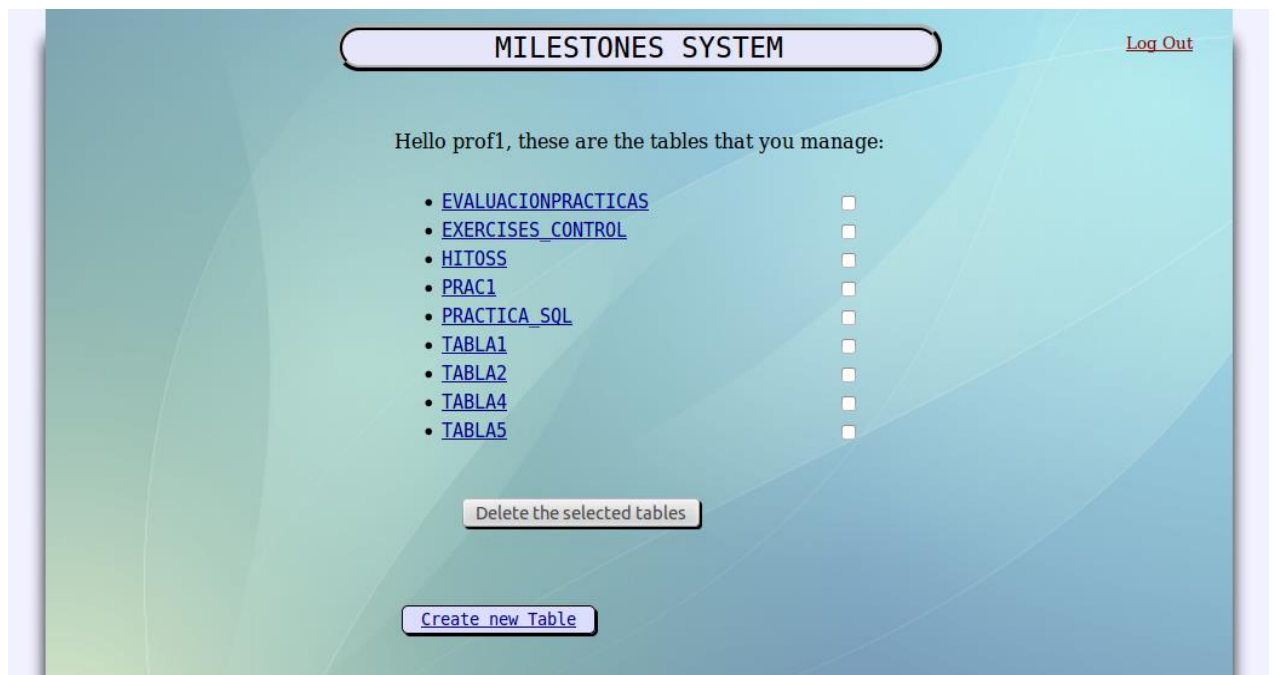 MILESTONES SYSTEM
Log Out
Hello prof1, these are the tables that you manage:
EVALUACIONPRACTICAS
EXERCISES_CONTROL
HITOSS
PRAC1
PRACTICA_SQL
TABLA1
TABLA2
TABLA4
TABLA5
Delete the selected tables
Create new Table